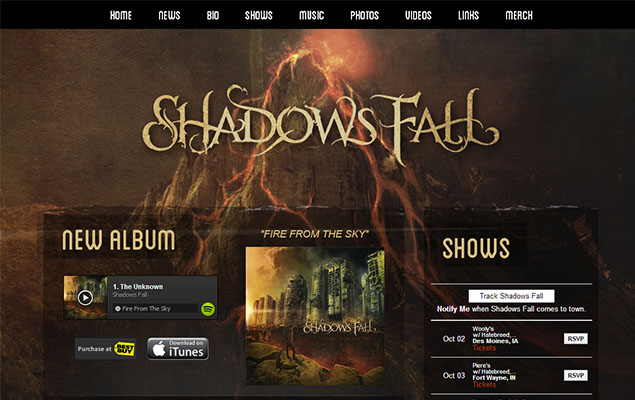 HOME NEWS BIO SHOWS MUSIC PHOTOS VIDEOS LINKS MERCH
SHADOWS FALL
NEW ALBUM
1. The Unknown
Shadows Fall
Fire From The Sky
Purchase at BEST BUY
Download on iTunes
"FIRE FROM THE SKY"
SHADOWS FALL
SHOWS
Track Shadows Fall
Notify Me when Shadows Fall comes to town.
Oct 02
Wooly's
w/ Hatebreed...
Des Moines, IA
Tickets
RSVP
Oct 03
Piere's
w/ Hatebreed...
Fort Wayne, IN
Tickets
RSVP